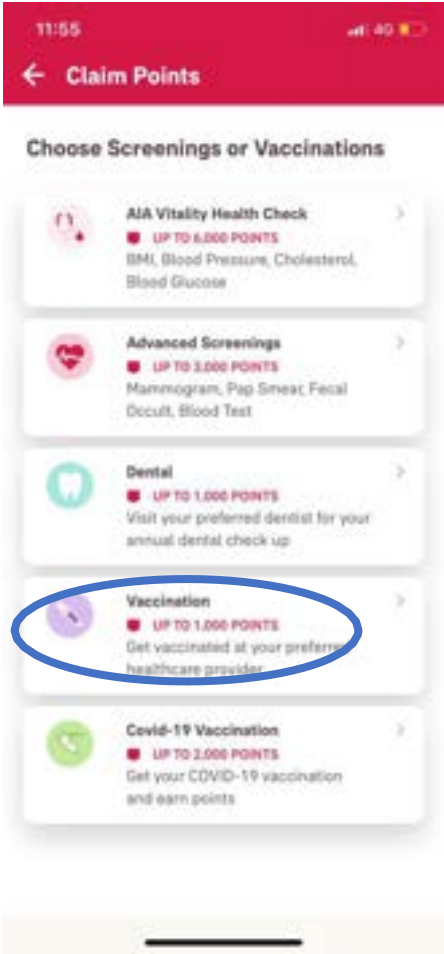 11:55
4G
Claim Points
Choose Screenings or Vaccinations
AIA Vitality Health Check
UP TO 6,000 POINTS
BMI, Blood Pressure, Cholesterol,
Blood Glucose
Advanced Screenings
UP TO 3,000 POINTS
Mammogram, Pap Smear, Fecal
Occult, Blood Test
Dental
UP TO 1,000 POINTS
Visit your preferred dentist for your
annual dental check up
Vaccination
UP TO 1,000 POINTS
Get vaccinated at your preferred
healthcare provider
Covid-19 Vaccination
UP TO 2,000 POINTS
Get your COVID-19 vaccination
and earn points